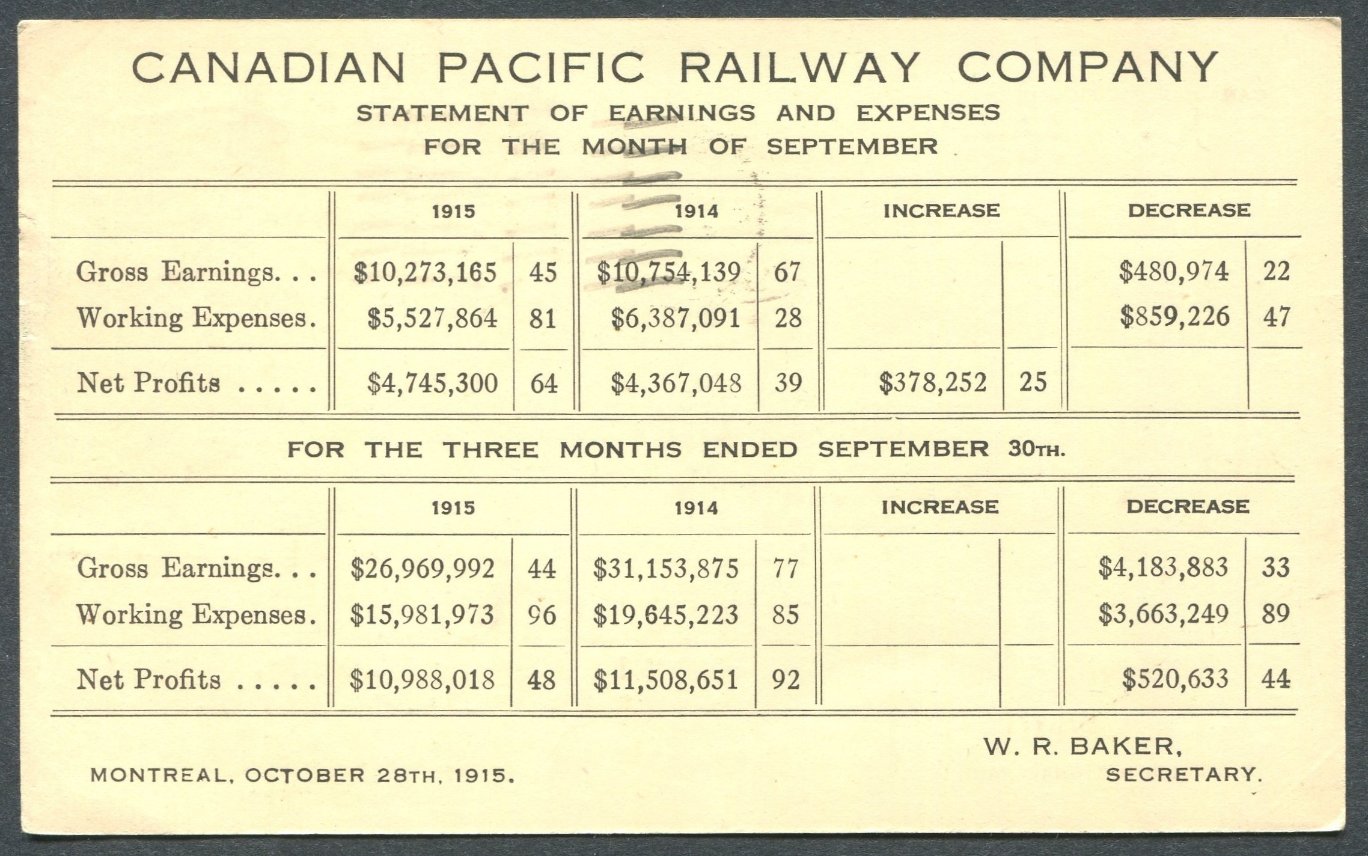 CANADIAN PACIFIC RAILWAY COMPANY
STATEMENT OF EARNINGS AND EXPENSES
FOR THE MONTH OF SEPTEMBER
1915 1914 INCREASE DECREASE
Gross Earnings. . . $10,273,165 45 $10,754,139 67 $480,974 22
Working Expenses. $5,527,864 81 $6,387,091 28 $859,226 47
Net Profits . . . . . $4,745,300 64 $4,367,048 39 $378,252 25
FOR THE THREE MONTHS ENDED SEPTEMBER 30TH.
1915 1914 INCREASE DECREASE
Gross Earnings. . . $26,969,992 44 $31,153,875 77 $4,183,883 33
Working Expenses. $15,981,973 96 $19,645,223 85 $3,663,249 89
Net Profits . . . . . $10,988,018 48 $11,508,651 92 $520,633 44
W. R. BAKER,
MONTREAL, OCTOBER 28TH, 1915. SECRETARY.